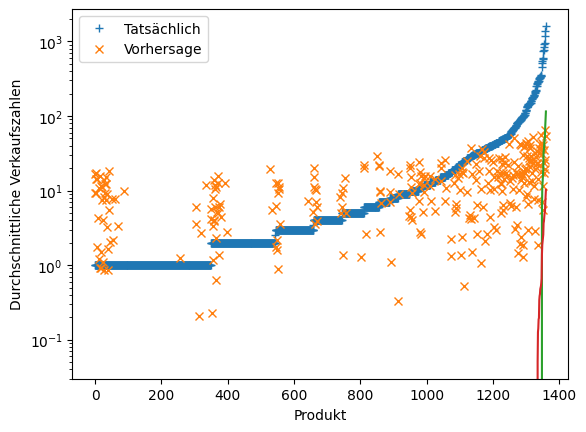 Tatsächlich
Vorhersage
Durchschnittliche Verkaufszahlen
10³
10²
10¹
10⁰
10⁻¹
0 200 400 600 800 1000 1200 1400
Produkt